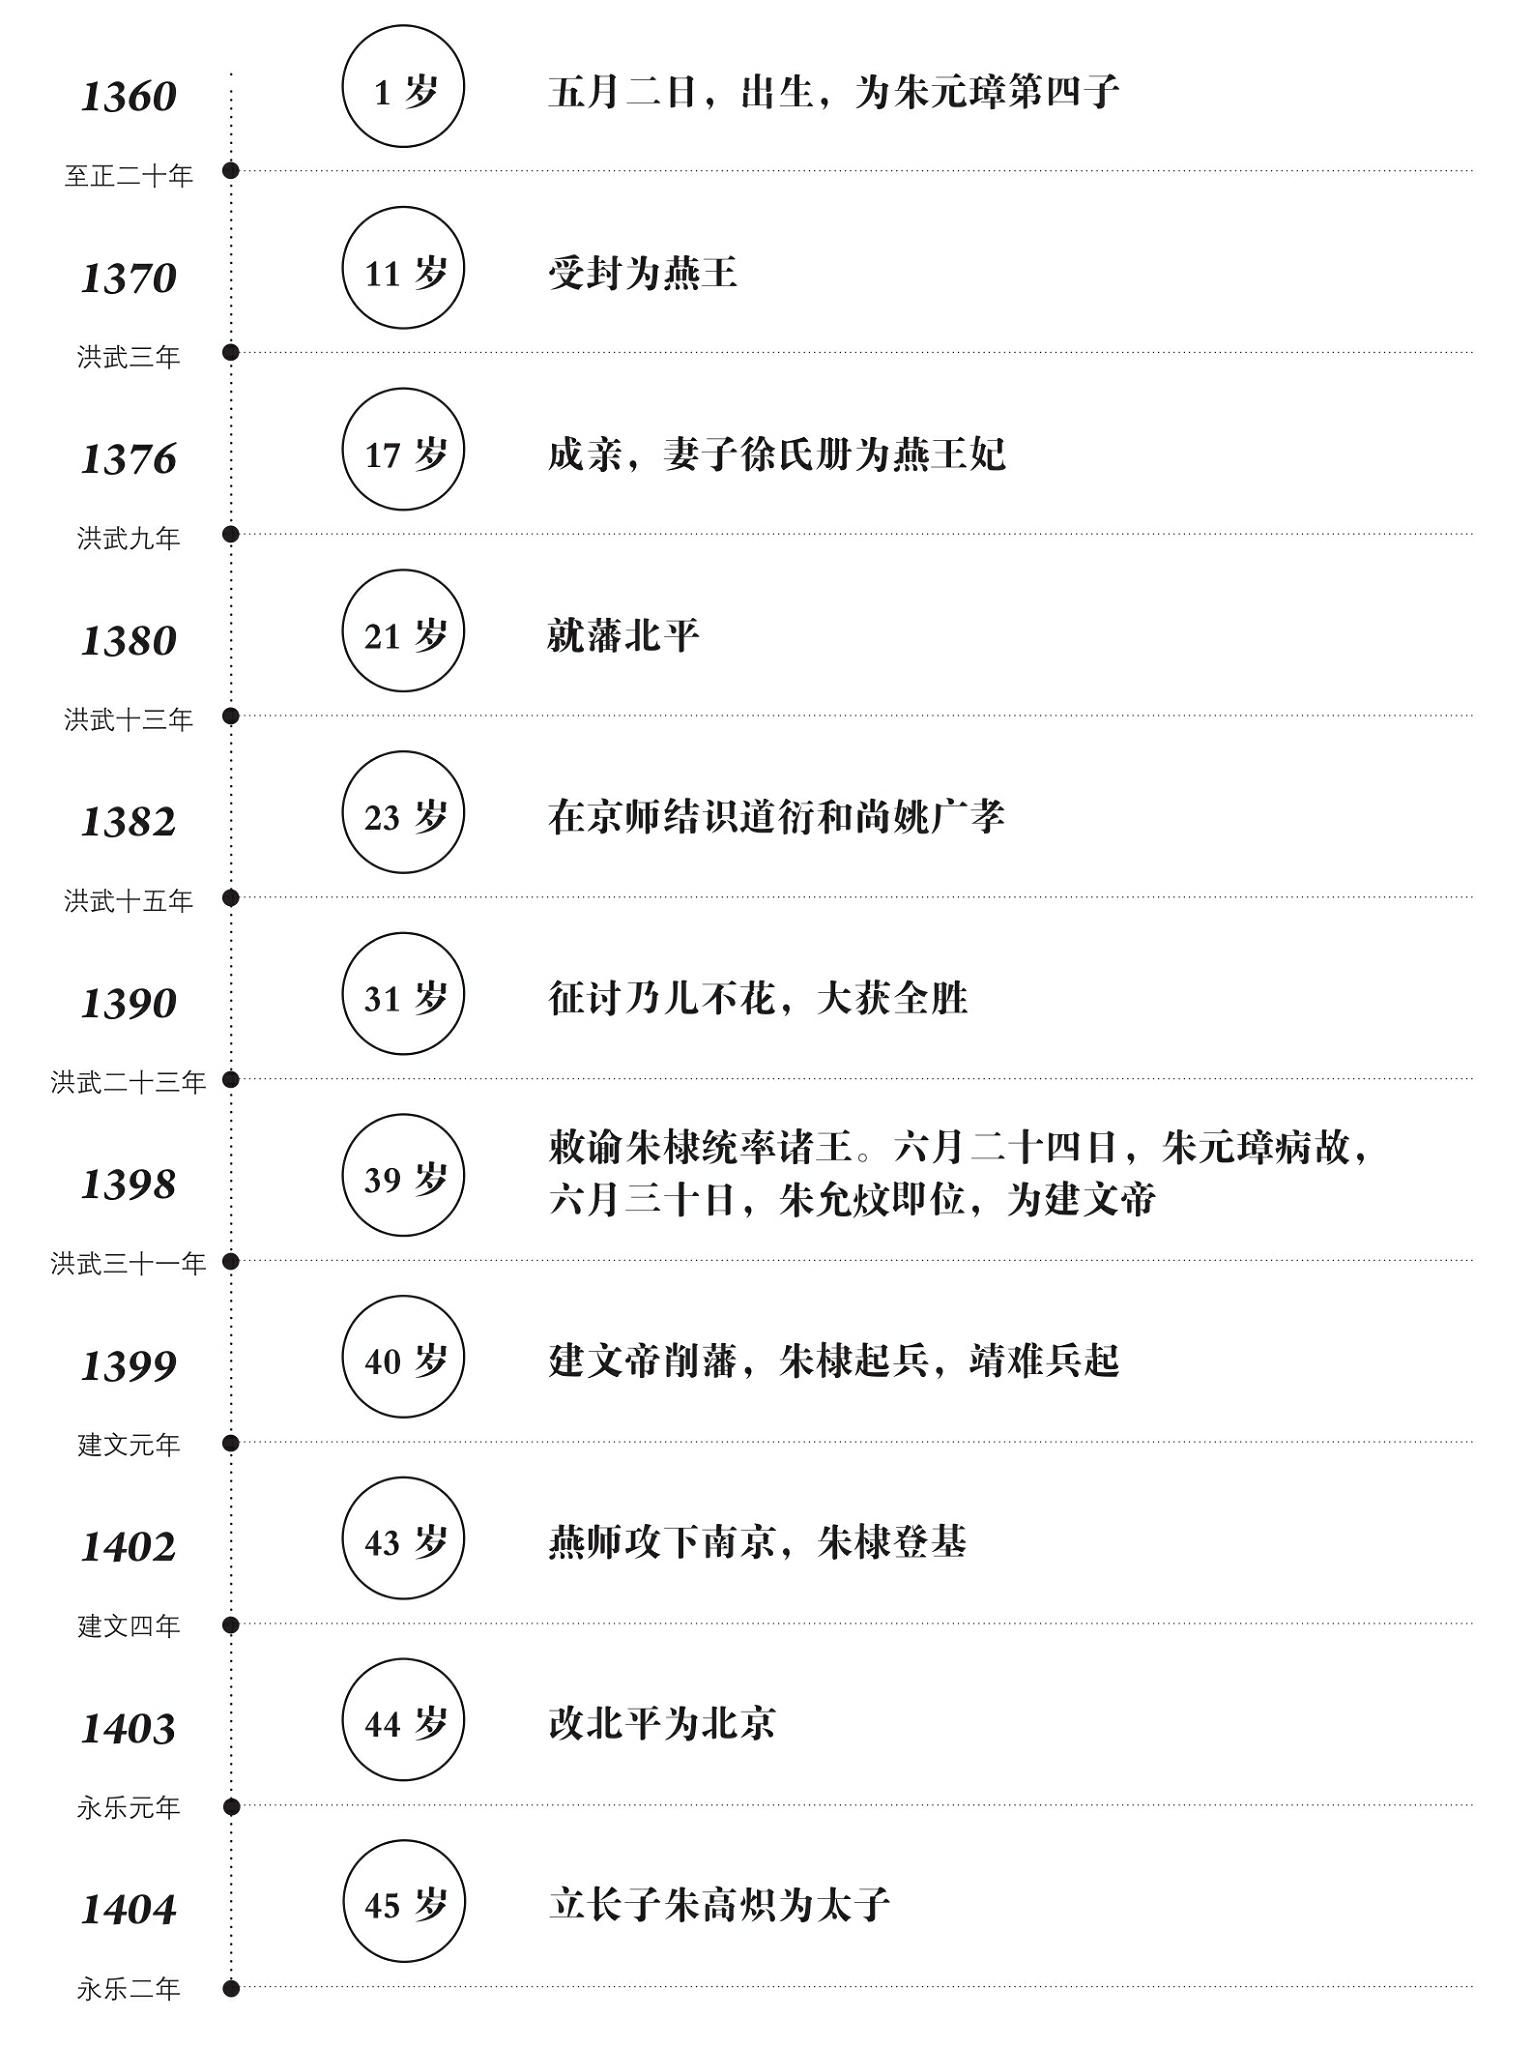 1360
至正二十年
1 岁
五月二日，出生，为朱元璋第四子
1370
洪武三年
11 岁
受封为燕王
1376
洪武九年
17 岁
成亲，妻子徐氏册为燕王妃
1380
洪武十三年
21 岁
就藩北平
1382
洪武十五年
23 岁
在京师结识道衍和尚姚广孝
1390
洪武二十三年
31 岁
征讨乃儿不花，大获全胜
1398
洪武三十一年
39 岁
敕谕朱棣统率诸王。六月二十四日，朱元璋病故，
六月三十日，朱允炆即位，为建文帝
1399
建文元年
40 岁
建文帝削藩，朱棣起兵，靖难兵起
1402
建文四年
43 岁
燕师攻下南京，朱棣登基
1403
永乐元年
44 岁
改北平为北京
1404
永乐二年
45 岁
立长子朱高炽为太子